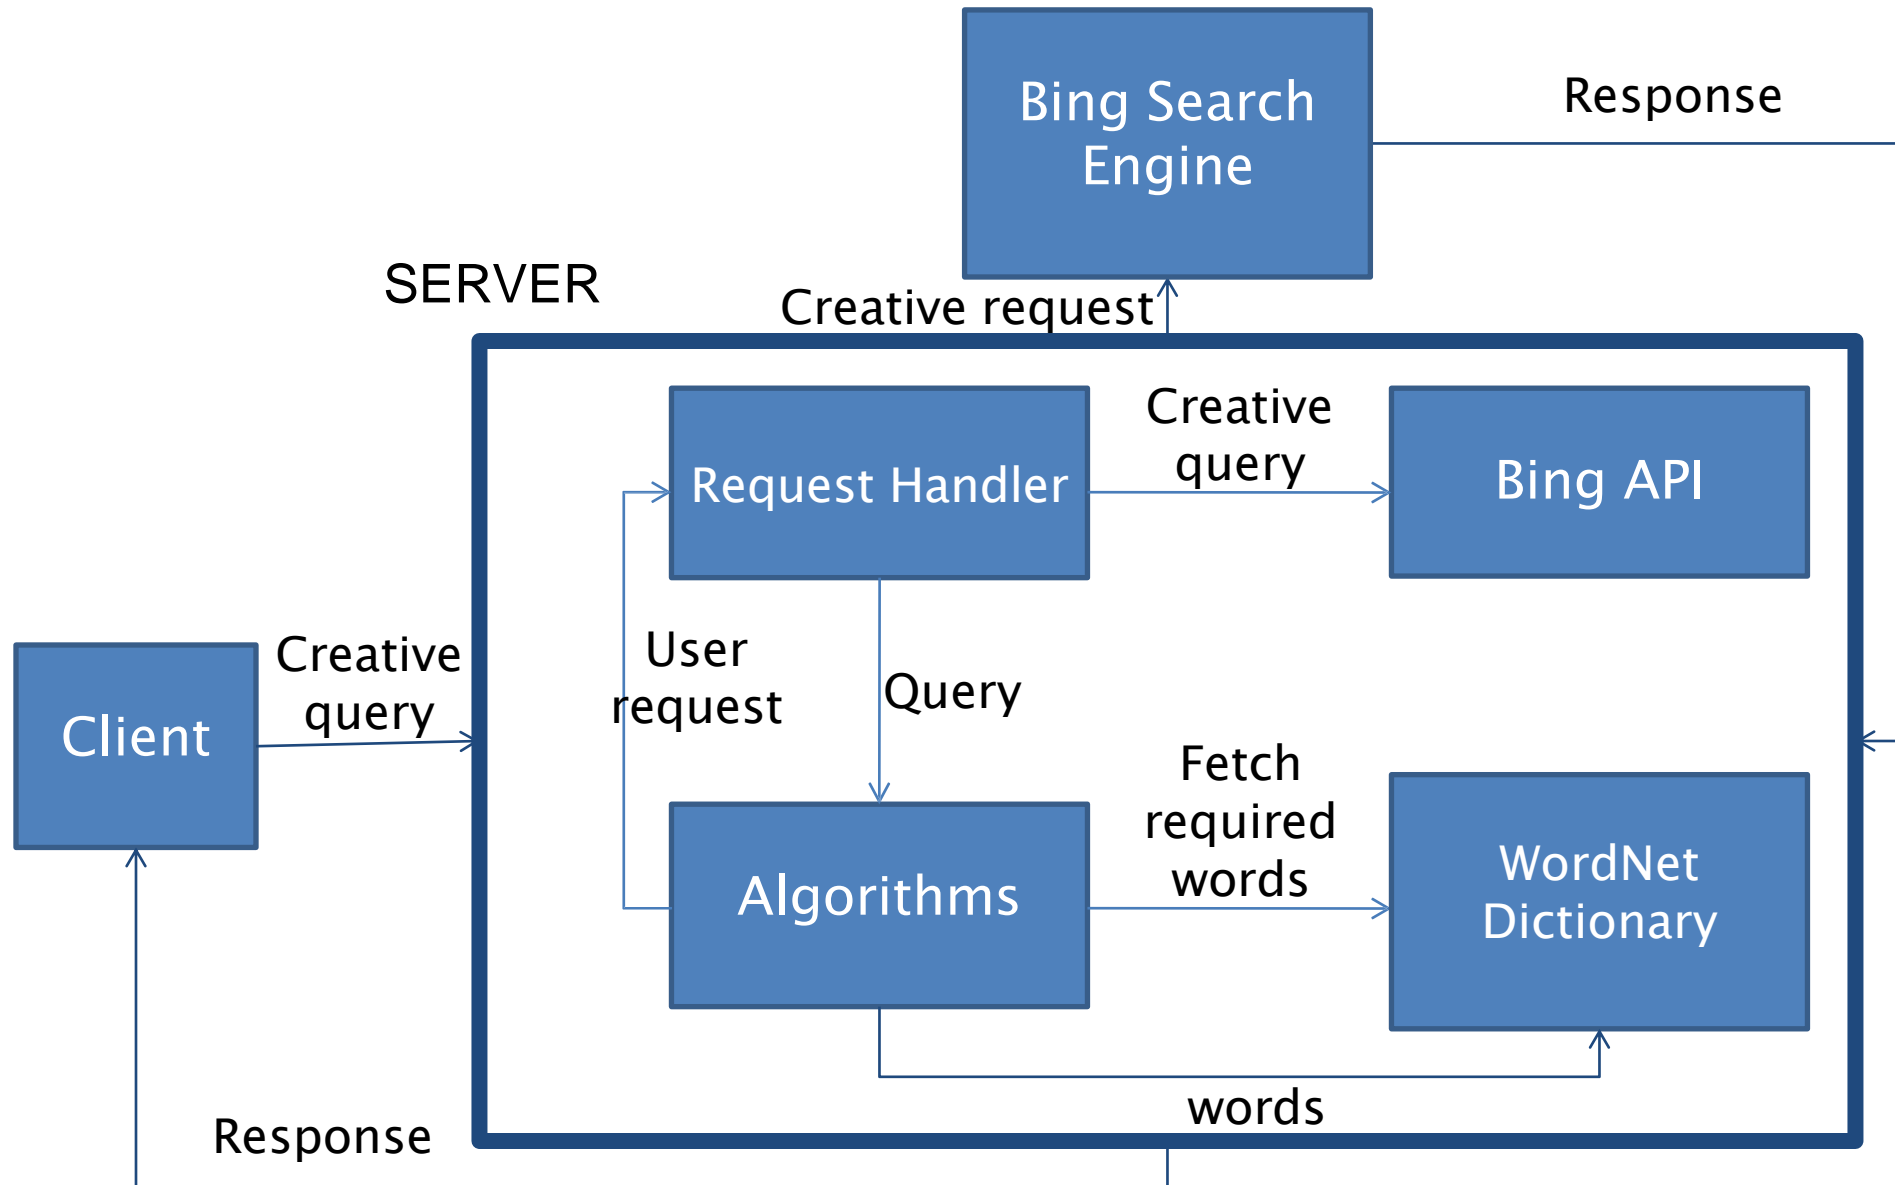 Bing Search
Engine
Response
SERVER
Creative request
Request Handler
Creative
query
Bing API
Client
Creative
query
User
request
Query
Fetch
required
words
Algorithms
WordNet
Dictionary
words
Response